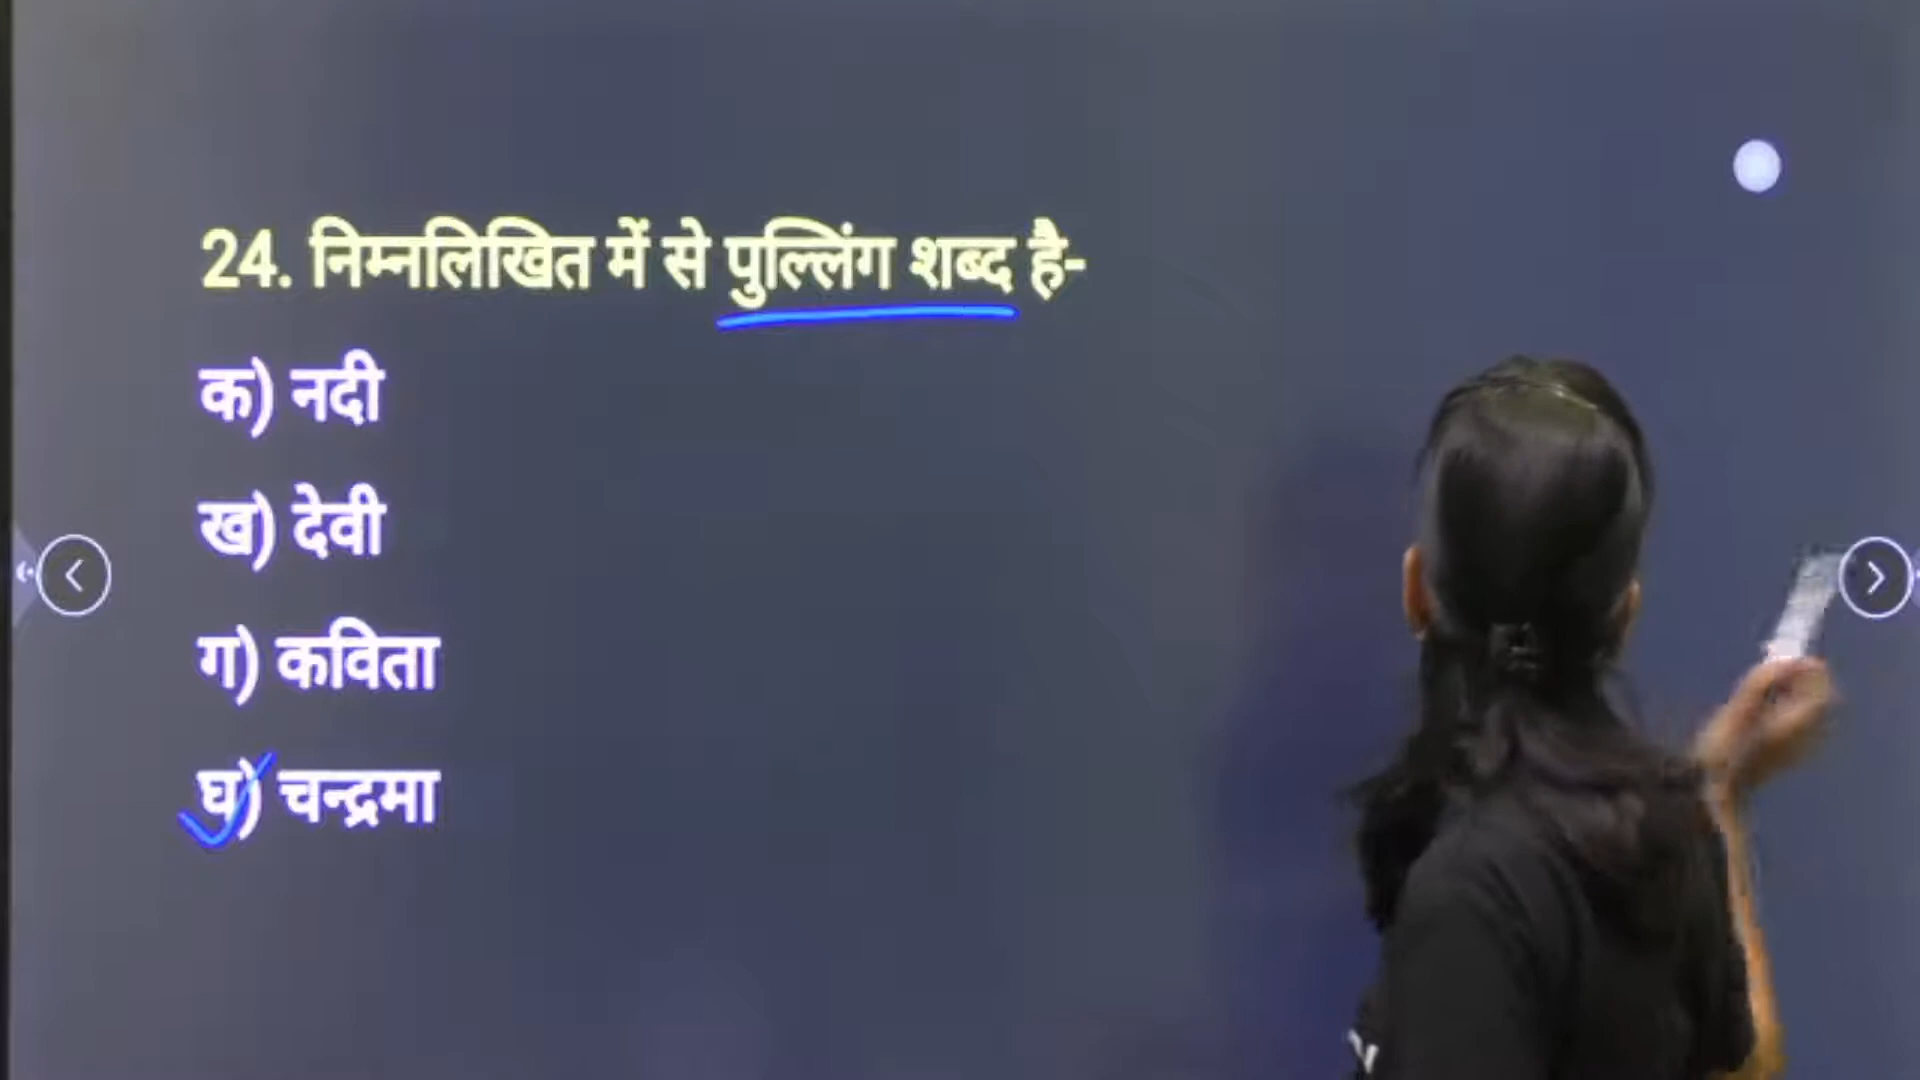 24. निम्नलिखित में से पुल्लिंग शब्द है-
क) नदी
ख) देवी
ग) कविता
घ) चन्द्रमा